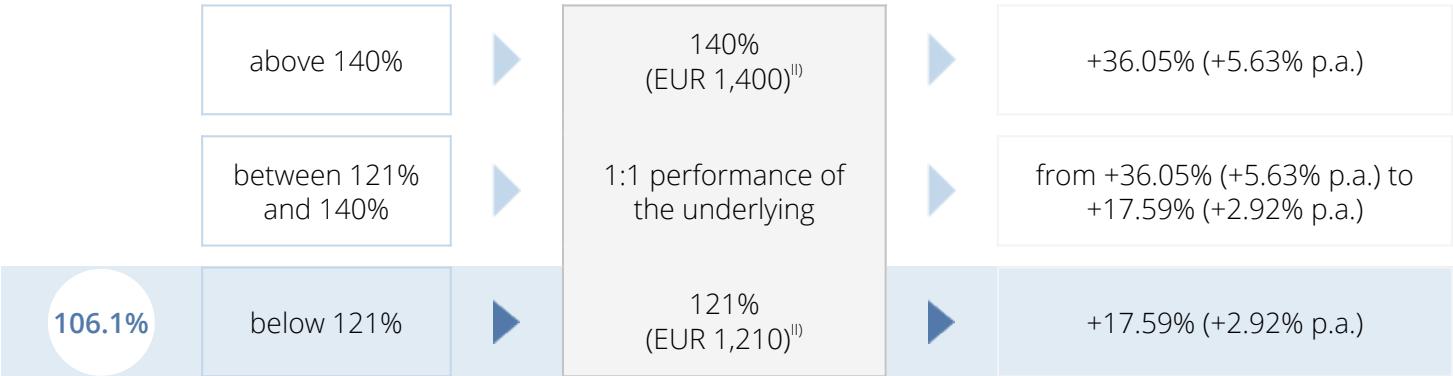 above 140%
140%
(EUR 1,400)II)
+36.05% (+5.63% p.a.)
between 121%
and 140%
1:1 performance of
the underlying
from +36.05% (+5.63% p.a.) to
+17.59% (+2.92% p.a.)
106.1%
below 121%
121%
(EUR 1,210)II)
+17.59% (+2.92% p.a.)